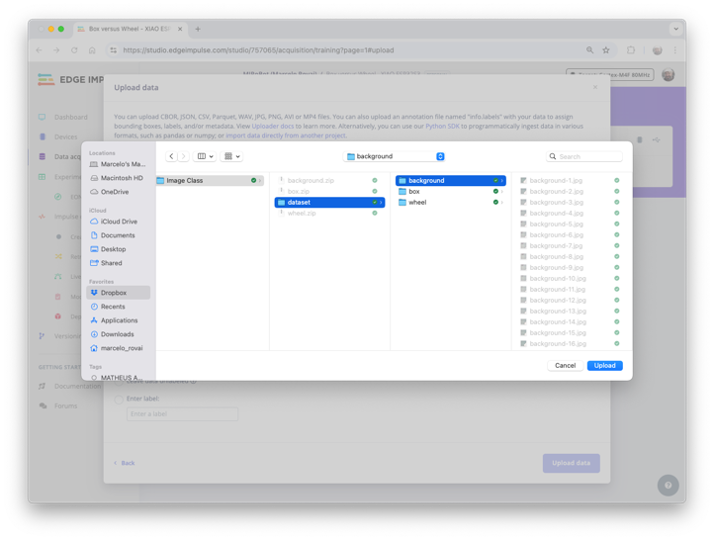 Box versus Wheel - XIAO ES
https://studio.edgeimpulse.com/studio/757065/acquisition/training?page=1#upload
EDGE IMP
Upload data
You can upload CBOR, JSON, CSV, Parquet, WAV, JPG, PNG, AVI or MP4 files. You can also upload an annotation file named "info.labels" with your data to assign
bounding boxes, labels, and/or metadata. View Uploader docs to learn more. Alternatively, you can use our Python SDK to programmatically ingest data in various
formats, such as pandas or numpy, or import data directly from another project.
Dashboard
Devices
Data acq
Experim
Impulse
Cre
Versioni
GETTING START
Documentation
Forums
Locations
Marcelo's Ma...
Macintosh HD
OneDrive
iCloud
iCloud Drive
Documents
Desktop
Shared
Favorites
Dropbox
Recents
Applications
Downloads
marcelo_rovai
Tags
MATHEUS A...
background
Search
Image Class
background.zip
box.zip
dataset
wheel.zip
background
box
wheel
background-1.jpg
background-2.jpg
background-3.jpg
background-4.jpg
background-5.jpg
background-6.jpg
background-7.jpg
background-8.jpg
background-9.jpg
background-10.jpg
background-11.jpg
background-12.jpg
background-13.jpg
background-14.jpg
background-15.jpg
background-16.jpg
Cancel
Upload
Enter label:
Enter a label
Back
Upload data